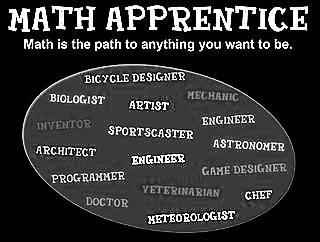 MATH APPRENTICE
Math is the path to anything you want to be.
BICYCLE DESIGNER
BIOLOGIST
ARTIST
MECHANIC
INVENTOR
SPORTSCASTER
ENGINEER
ARCHITECT
ENGINEER
ASTRONOMER
PROGRAMMER
GAME DESIGNER
VETERINARIAN
DOCTOR
CHEF
METEOROLOGIST